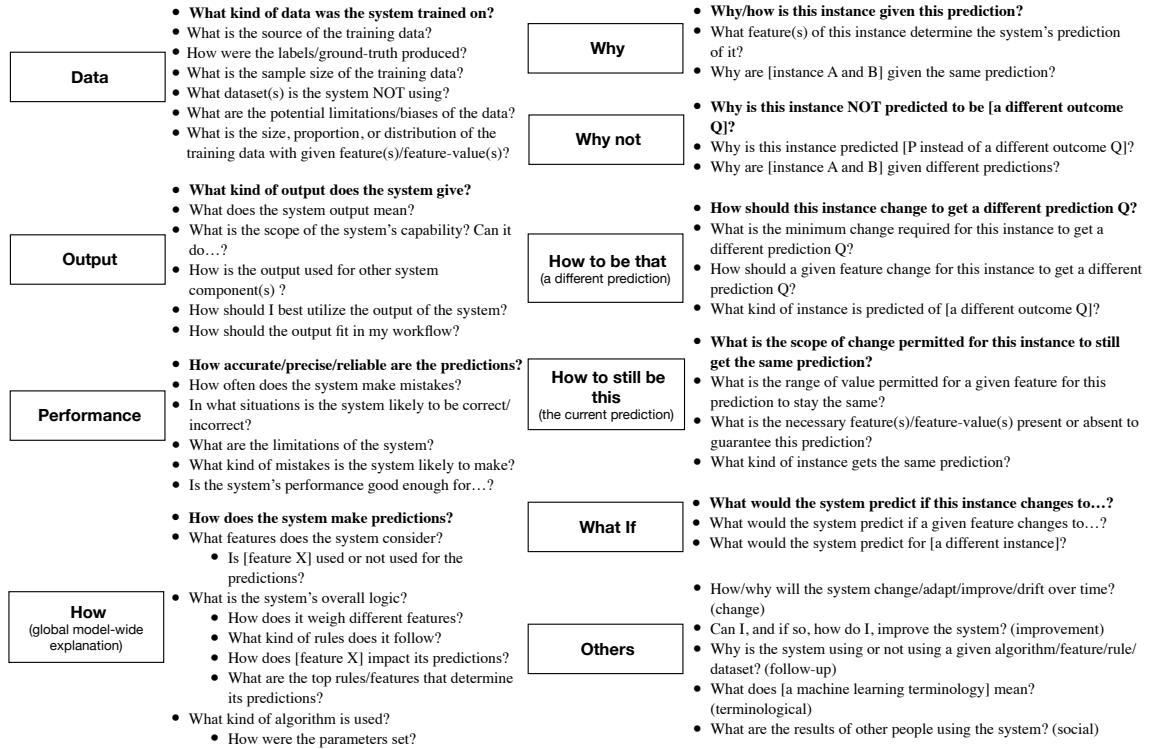 Data
• What kind of data was the system trained on?
• What is the source of the training data?
• How were the labels/ground-truth produced?
• What is the sample size of the training data?
• What dataset(s) is the system NOT using?
• What are the potential limitations/biases of the data?
• What is the size, proportion, or distribution of the
training data with given feature(s)/feature-value(s)?
Output
• What kind of output does the system give?
• What does the system output mean?
• What is the scope of the system's capability? Can it
do…?
• How is the output used for other system
component(s) ?
• How should I best utilize the output of the system?
• How should the output fit in my workflow?
Performance
• How accurate/precise/reliable are the predictions?
• How often does the system make mistakes?
• In what situations is the system likely to be correct/
incorrect?
• What are the limitations of the system?
• What kind of mistakes is the system likely to make?
• Is the system's performance good enough for…?
How
(global model-wide
explanation)
• How does the system make predictions?
• What features does the system consider?
• Is [feature X] used or not used for the
predictions?
• What is the system's overall logic?
• How does it weigh different features?
• What kind of rules does it follow?
• How does [feature X] impact its predictions?
• What are the top rules/features that determine
its predictions?
• What kind of algorithm is used?
• How were the parameters set?
Why
• Why/how is this instance given this prediction?
• What feature(s) of this instance determine the system's prediction
of it?
• Why are [instance A and B] given the same prediction?
Why not
• Why is this instance NOT predicted to be [a different outcome
Q]?
• Why is this instance predicted [P instead of a different outcome Q]?
• Why are [instance A and B] given different predictions?
How to be that
(a different prediction)
• How should this instance change to get a different prediction Q?
• What is the minimum change required for this instance to get a
different prediction Q?
• How should a given feature change for this instance to get a different
prediction Q?
• What kind of instance is predicted of [a different outcome Q]?
How to still be
this
(the current prediction)
• What is the scope of change permitted for this instance to still
get the same prediction?
• What is the range of value permitted for a given feature for this
prediction to stay the same?
• What is the necessary feature(s)/feature-value(s) present or absent to
guarantee this prediction?
• What kind of instance gets the same prediction?
What If
• What would the system predict if this instance changes to…?
• What would the system predict if a given feature changes to…?
• What would the system predict for [a different instance]?
Others
• How/why will the system change/adapt/improve/drift over time?
(change)
• Can I, and if so, how do I, improve the system? (improvement)
• Why is the system using or not using a given algorithm/feature/rule/
dataset? (follow-up)
• What does [a machine learning terminology] mean?
(terminological)
• What are the results of other people using the system? (social)